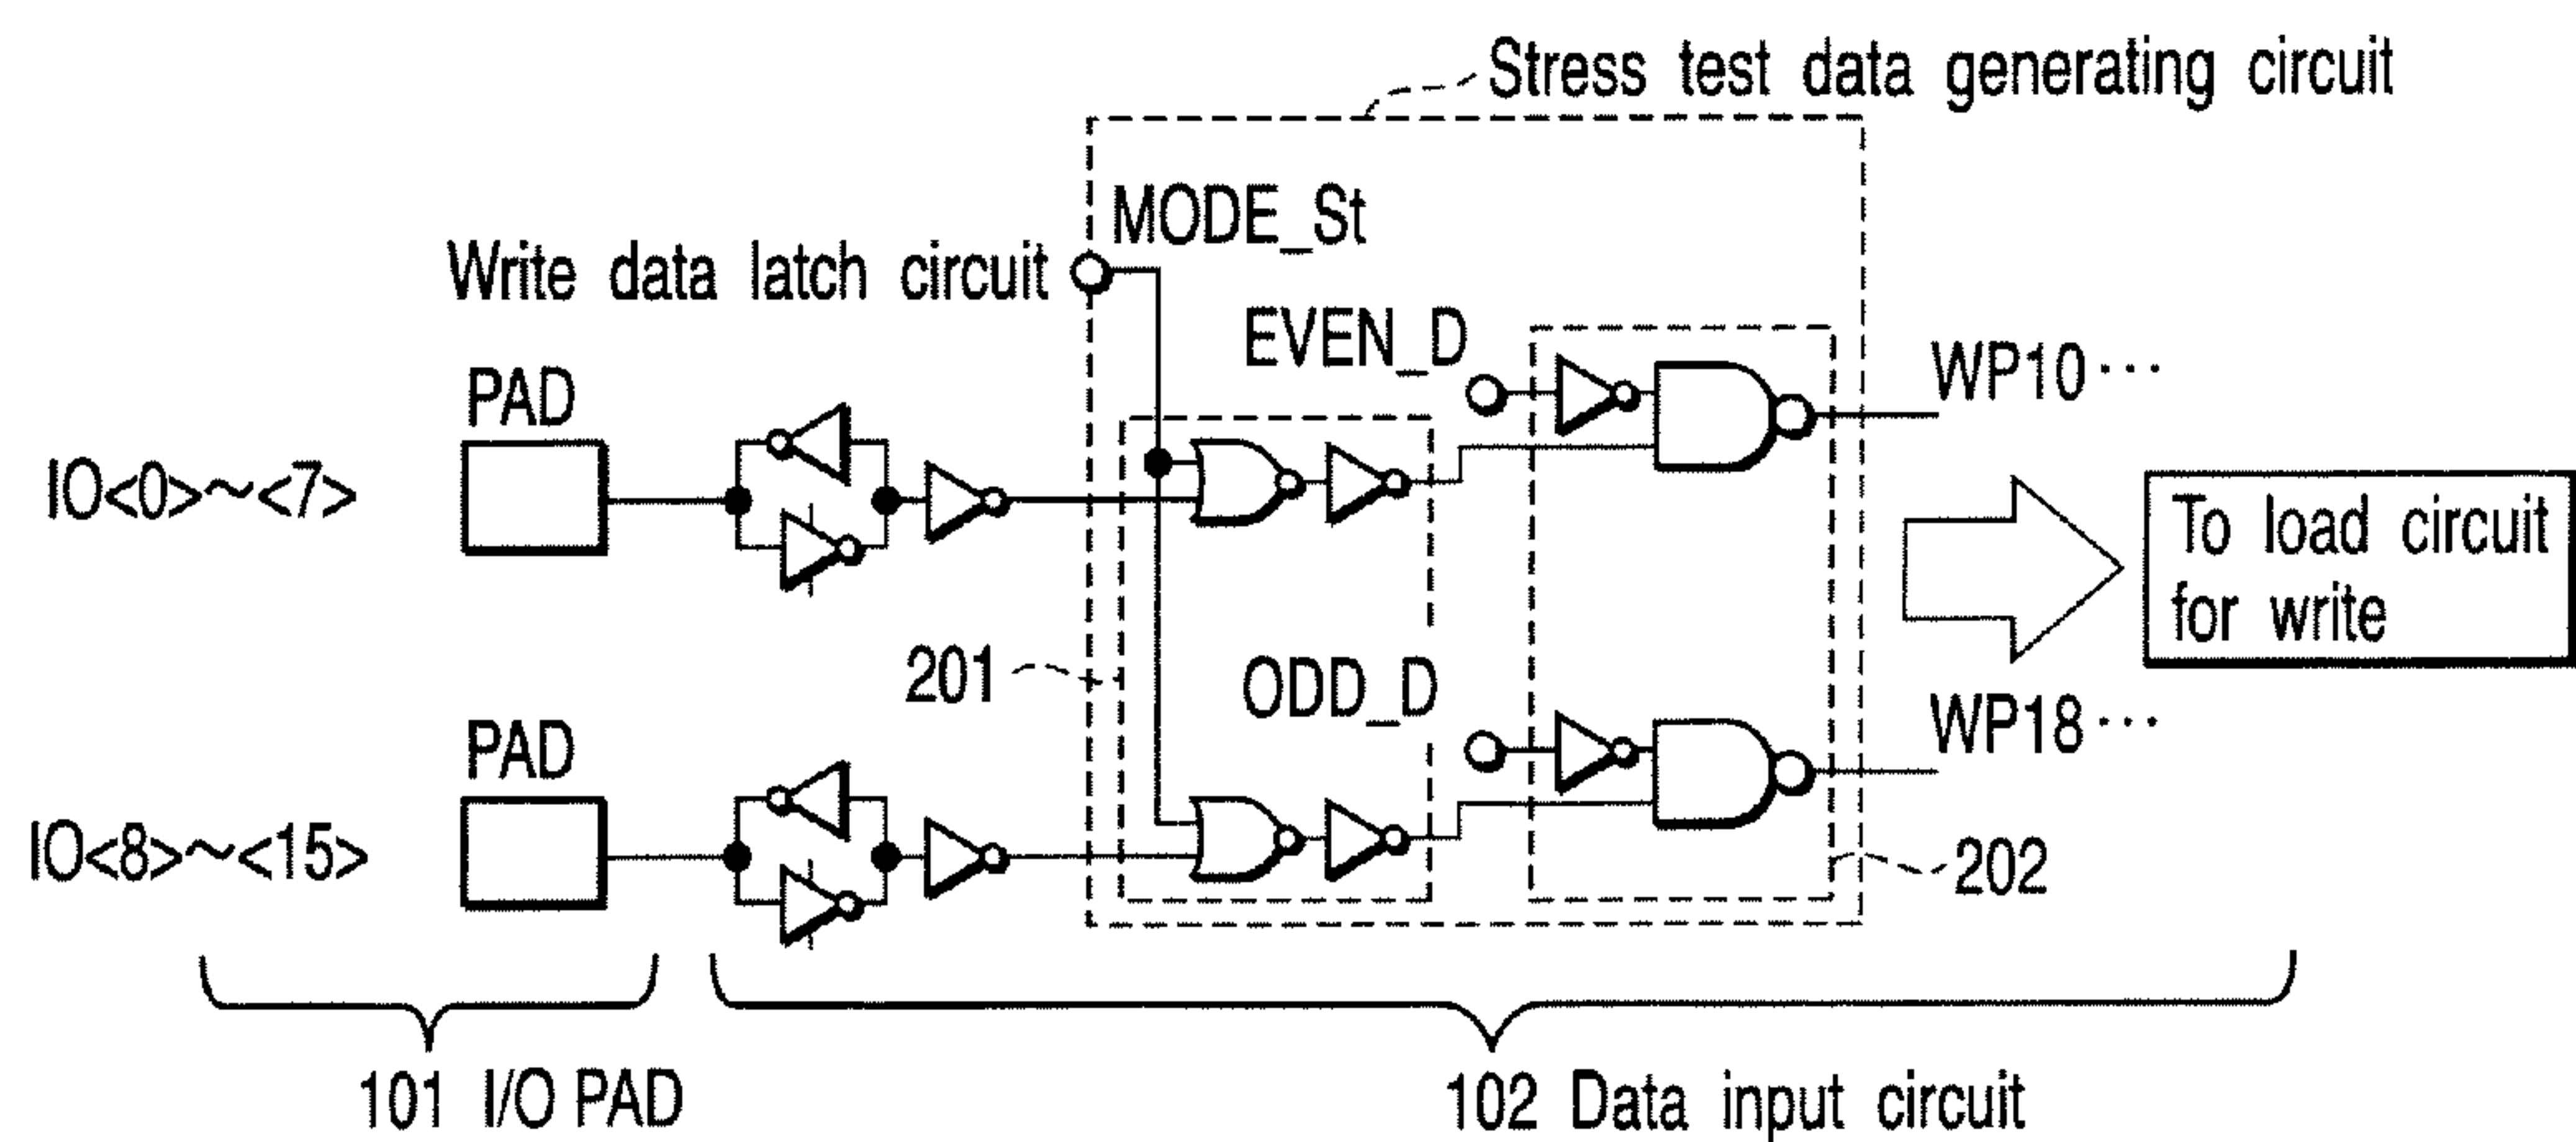 Stress test data generating circuit
MODE_St
Write data latch circuit
EVEN_D
WP10 ···
PAD
IO<0>~<7>
To load circuit
for write
201
ODD_D
WP18 ···
PAD
IO<8>~<15>
202
101 I/O PAD
102 Data input circuit